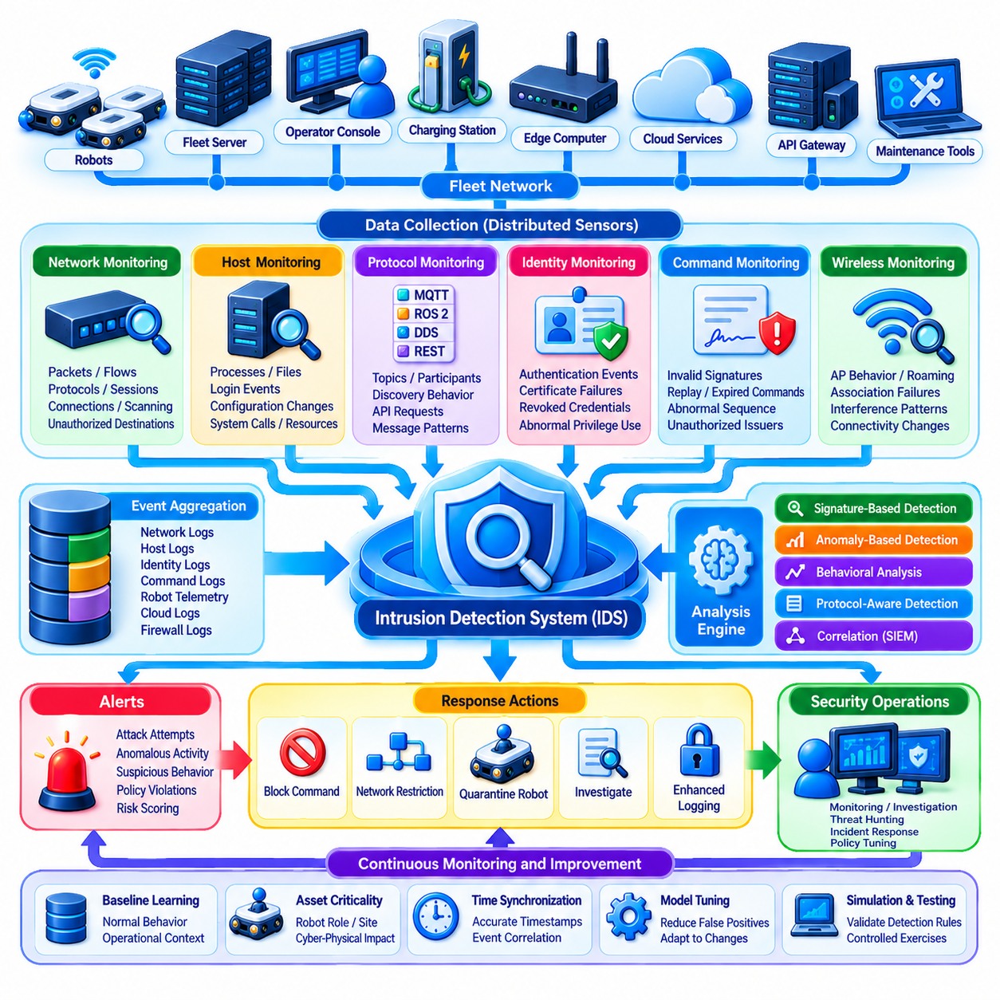 Robots
Fleet Server
Operator Console
Charging Station
Edge Computer
Cloud Services
API Gateway
Maintenance Tools
Fleet Network
Data Collection (Distributed Sensors)
Network Monitoring
Packets / Flows
Protocols / Sessions
Connections / Scanning
Unauthorized Destinations
Host Monitoring
Processes / Files
Login Events
Configuration Changes
System Calls / Resources
Protocol Monitoring
MQTT
ROS 2
DDS
REST
Topics / Participants
Discovery Behavior
API Requests
Message Patterns
Identity Monitoring
Authentication Events
Certificate Failures
Revoked Credentials
Abnormal Privilege Use
Command Monitoring
Invalid Signatures
Replay / Expired Commands
Abnormal Sequence
Unauthorized Issuers
Wireless Monitoring
AP Behavior / Roaming
Association Failures
Interference Patterns
Connectivity Changes
Event Aggregation
Network Logs
Host Logs
Identity Logs
Command Logs
Robot Telemetry
Cloud Logs
Firewall Logs
Intrusion Detection System (IDS)
Analysis
Engine
Signature-Based Detection
Anomaly-Based Detection
Behavioral Analysis
Protocol-Aware Detection
Correlation (SIEM)
Alerts
Attack Attempts
Anomalous Activity
Suspicious Behavior
Policy Violations
Risk Scoring
Response Actions
Block Command
Network Restriction
Quarantine Robot
Investigate
Enhanced
Logging
Security Operations
Monitoring / Investigation
Threat Hunting
Incident Response
Policy Tuning
Continuous Monitoring and Improvement
Baseline Learning
Normal Behavior
Operational Context
Asset Criticality
Robot Role / Site
Cyber-Physical Impact
Time Synchronization
Accurate Timestamps
Event Correlation
Model Tuning
Reduce False Positives
Adapt to Changes
Simulation & Testing
Validate Detection Rules
Controlled Exercises